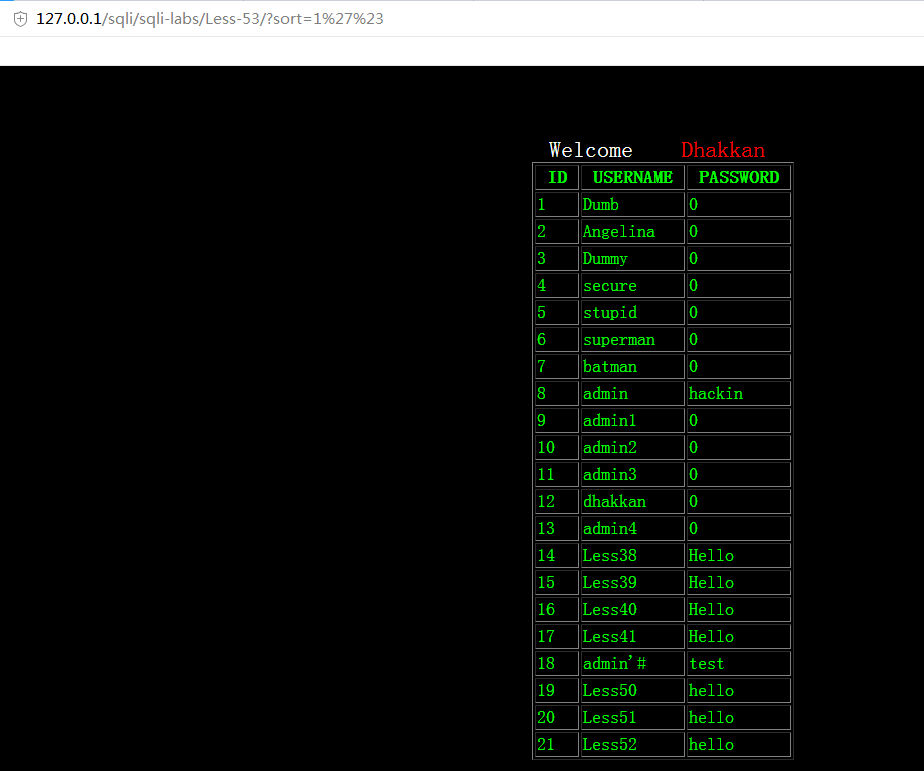 127.0.0.1/sqli/sqli-labs/Less-53/?sort=1%27%23
Welcome Dhakkan
ID USERNAME PASSWORD
1 Dumb 0
2 Angelina 0
3 Dummy 0
4 secure 0
5 stupid 0
6 superman 0
7 batman 0
8 admin hackin
9 admin1 0
10 admin2 0
11 admin3 0
12 dhakkan 0
13 admin4 0
14 Less38 Hello
15 Less39 Hello
16 Less40 Hello
17 Less41 Hello
18 admin'# test
19 Less50 hello
20 Less51 hello
21 Less52 hello